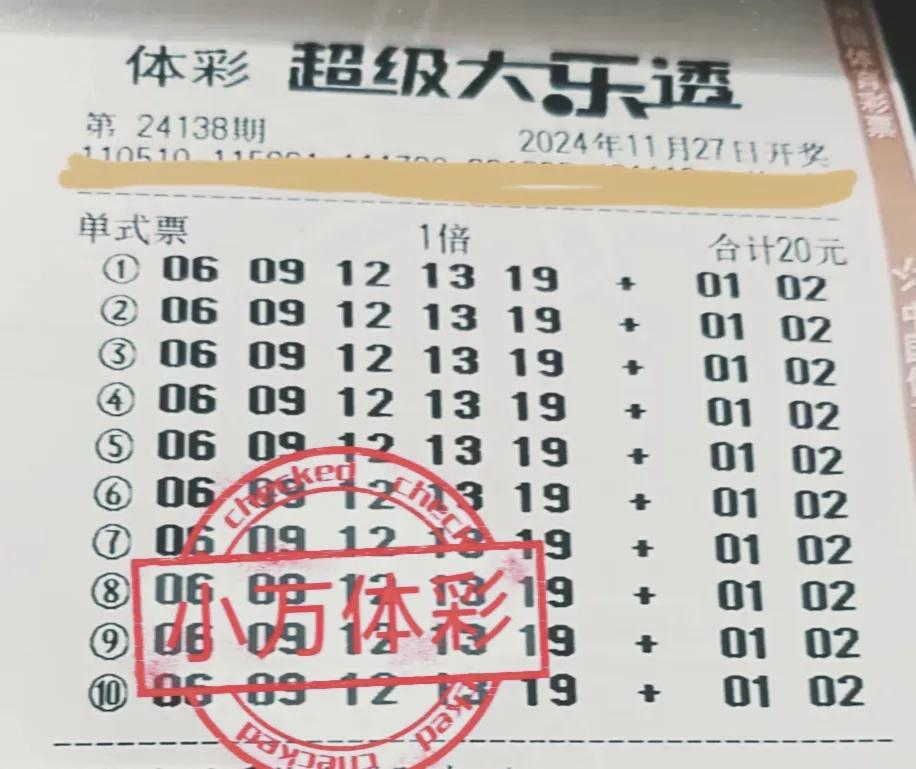 体彩 超级大乐透
第 24138期 2024年11月27日开奖
单式票 1倍 合计20元
① 06 09 12 13 19 + 01 02
② 06 09 12 13 19 + 01 02
③ 06 09 12 13 19 + 01 02
④ 06 09 12 13 19 + 01 02
⑤ 06 09 12 13 19 + 01 02
⑥ 06 09 12 13 19 + 01 02
⑦ 06 09 12 13 19 + 01 02
⑧ 06 09 12 13 19 + 01 02
⑨ 06 09 12 13 19 + 01 02
⑩ 06 09 12 13 19 + 01 02
checked check
小方体彩
checked
中国体育彩票